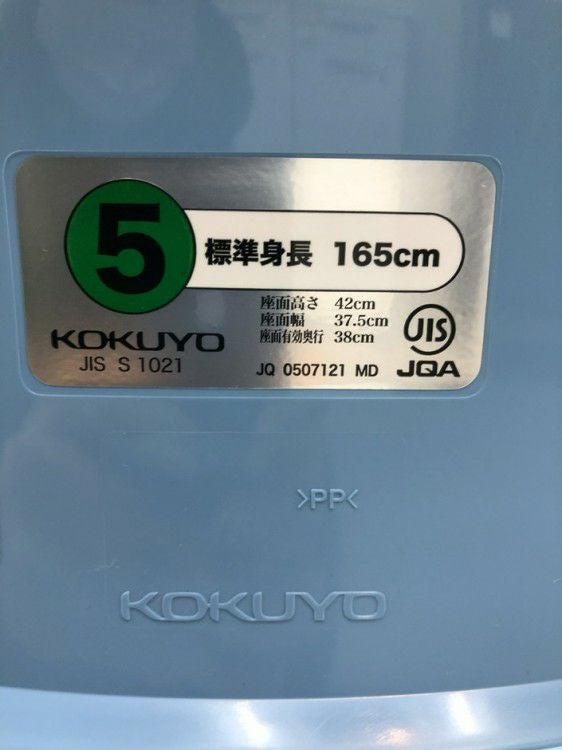 5 標準身長 165cm
座面高さ 42cm
座面幅 37.5cm
座面有効奥行 38cm
KOKUYO
JIS S 1021
JQ 0507121 MD
JIS
JQA
>PP<
KOKUYO